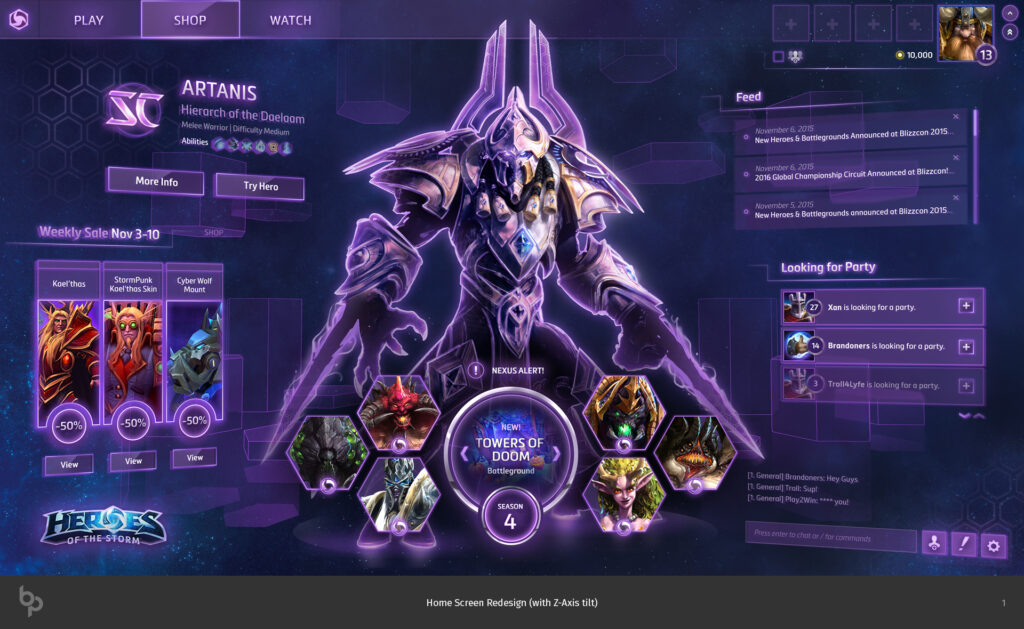 PLAY
SHOP
WATCH
10,000
13
SC
ARTANIS
Hierarch of the Daelaam
Melee Warrior | Difficulty Medium
Abilities
More Info
Try Hero
Feed
November 6, 2015
New Heroes & Battlegrounds Announced at Blizzcon 2015...
November 6, 2015
2016 Global Championship Circuit Announced at Blizzcon!...
November 5, 2015
New Heroes & Battlegrounds announced at Blizzcon 2015...
Weekly Sale Nov 3-10
SHOP
Kael'thas
StormPunk
Kael'thas Skin
Cyber Wolf
Mount
-50%
-50%
-50%
View
View
View
Looking for Party
27
Xan is looking for a party.
14
Brandoners is looking for a party.
3
Troll4Lyfe is looking for a party.
NEXUS ALERT!
NEW!
TOWERS OF
DOOM
Battleground
SEASON
4
[1. General] Brandoners: Hey Guys
[1. General] Troll: Sup!
[1. General] Play2Win: **** you!
Press enter to chat or / for commands
HEROES
OF THE STORM
bp
Home Screen Redesign (with Z-Axis tilt)
1